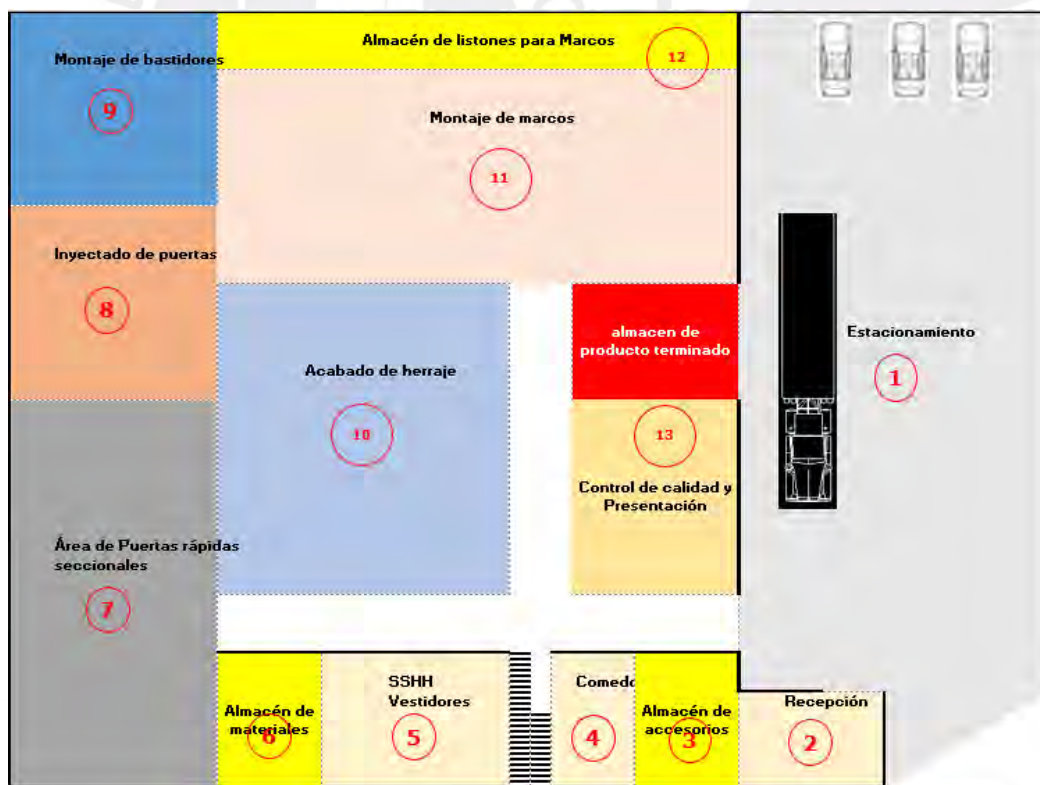 Almacén de listones para Marcos
12
Montaje de bastidores
9
Montaje de marcos
11
Inyectado de puertas
8
almacen de
producto terminado
Estacionamiento
1
Acabado de herraje
10
13
Control de calidad y
Presentación
Área de Puertas rápidas
seccionales
7
SSHH
Vestidores
5
Comedo
4
Almacén de
materiales
6
Almacén de
accesorios
3
Recepción
2